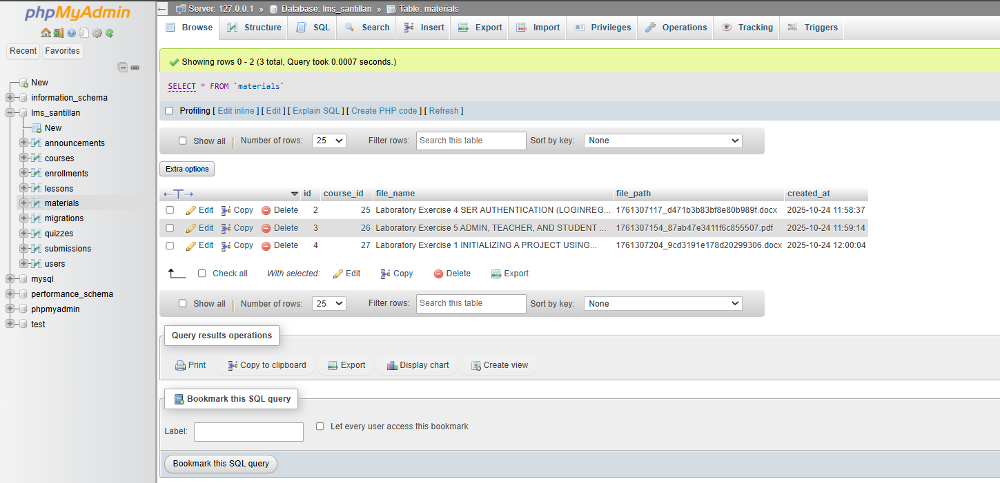 phpMyAdmin
Recent Favorites
New
information_schema
lms_santillan
New
announcements
courses
enrollments
lessons
materials
migrations
quizzes
submissions
users
mysql
performance_schema
phpmyadmin
test
Server: 127.0.0.1 » Database: lms_santillan » Table: materials
Browse Structure SQL Search Insert Export Import Privileges Operations Tracking Triggers
Showing rows 0 - 2 (3 total, Query took 0.0007 seconds.)
SELECT * FROM `materials`
Profiling [ Edit inline ] [ Edit ] [ Explain SQL ] [ Create PHP code ] [ Refresh ]
Show all Number of rows: 25 Filter rows: Search this table Sort by key: None
Extra options
id course_id file_name file_path created_at
Edit Copy Delete 2 25 Laboratory Exercise 4 SER AUTHENTICATION (LOGINREG... 1761307117_d471b3b83bf8e80b989f.docx 2025-10-24 11:58:37
Edit Copy Delete 3 26 Laboratory Exercise 5 ADMIN, TEACHER, AND STUDENT ... 1761307154_87ab47e3411f6c855507.pdf 2025-10-24 11:59:14
Edit Copy Delete 4 27 Laboratory Exercise 1 INITIALIZING A PROJECT USING... 1761307204_9cd3191e178d20299306.docx 2025-10-24 12:00:04
Check all With selected: Edit Copy Delete Export
Show all Number of rows: 25 Filter rows: Search this table Sort by key: None
Query results operations
Print Copy to clipboard Export Display chart Create view
Bookmark this SQL query
Label: Let every user access this bookmark
Bookmark this SQL query